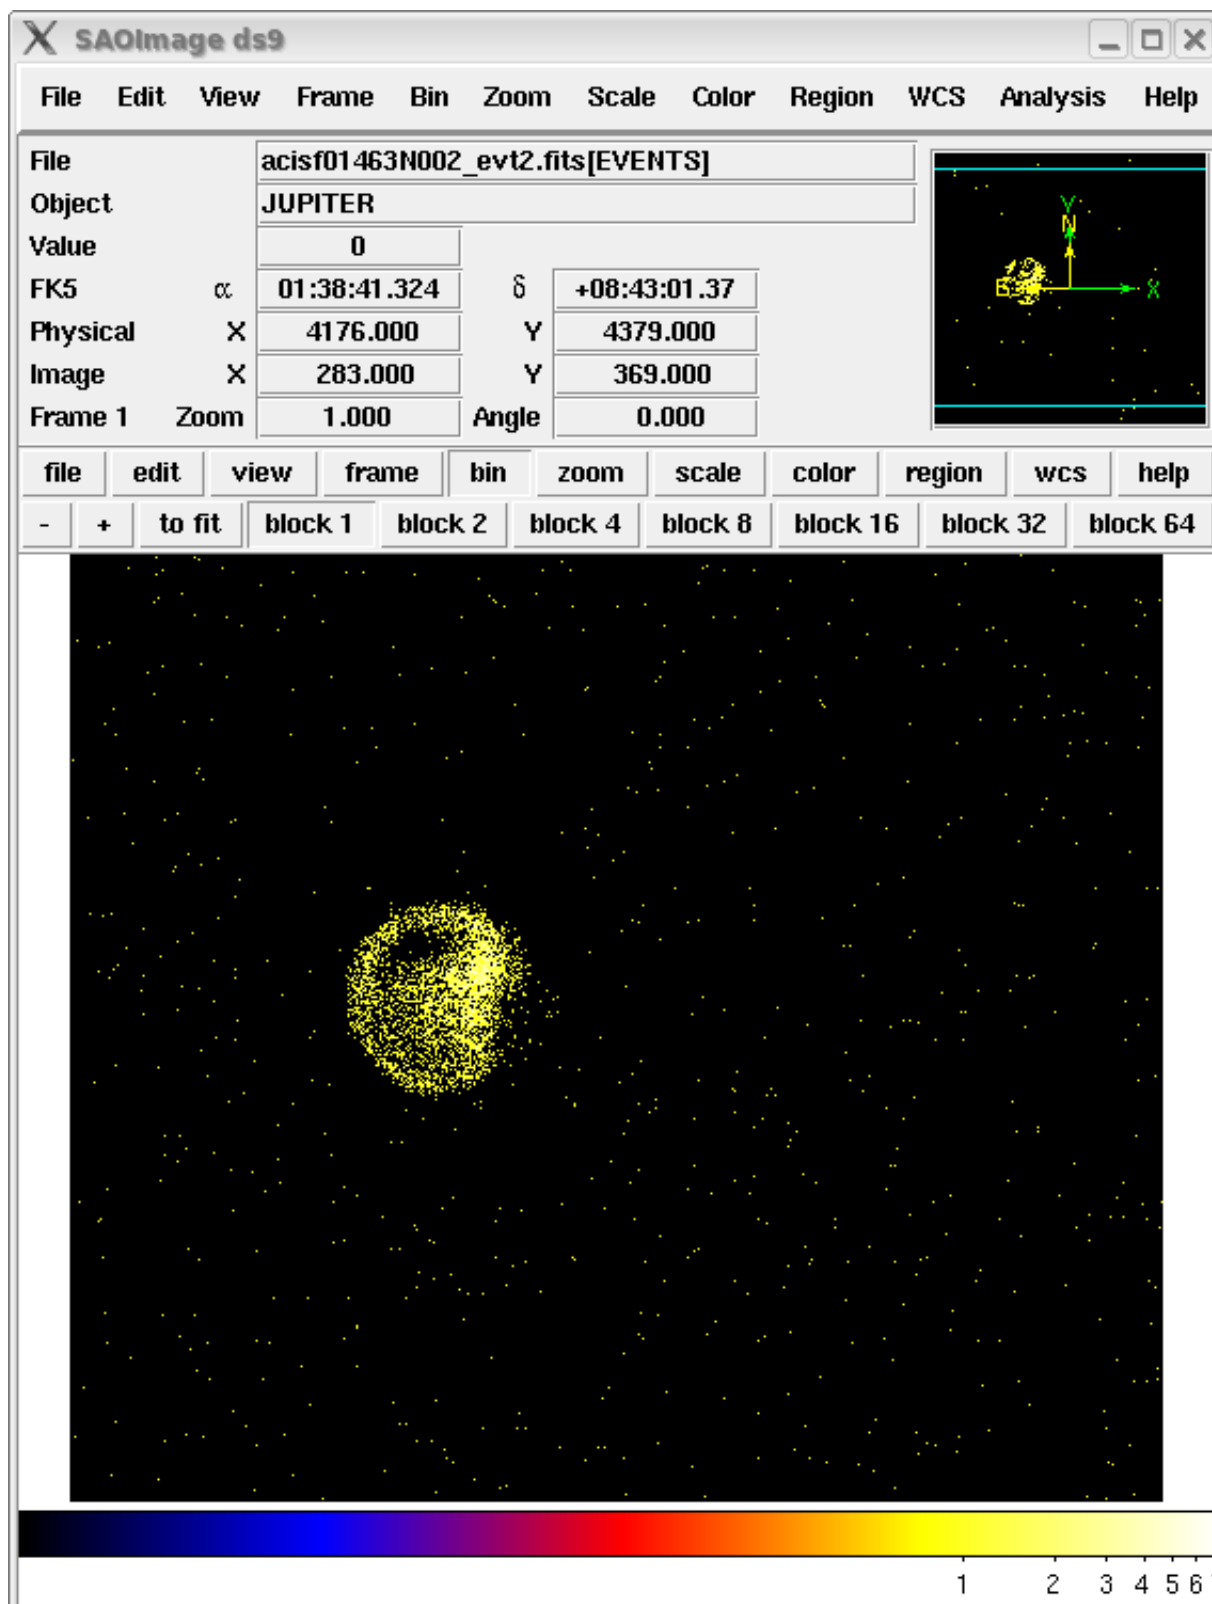 SAOImage ds9
File Edit View Frame Bin Zoom Scale Color Region WCS Analysis Help
File acisf01463N002_evt2.fits[EVENTS]
Object JUPITER
Value 0
FK5 α 01:38:41.324 δ +08:43:01.37
Physical X 4176.000 Y 4379.000
Image X 283.000 Y 369.000
Frame 1 Zoom 1.000 Angle 0.000
Y
N
E
X
file edit view frame bin zoom scale color region wcs help
- + to fit block 1 block 2 block 4 block 8 block 16 block 32 block 64
1 2 3 4 5 6